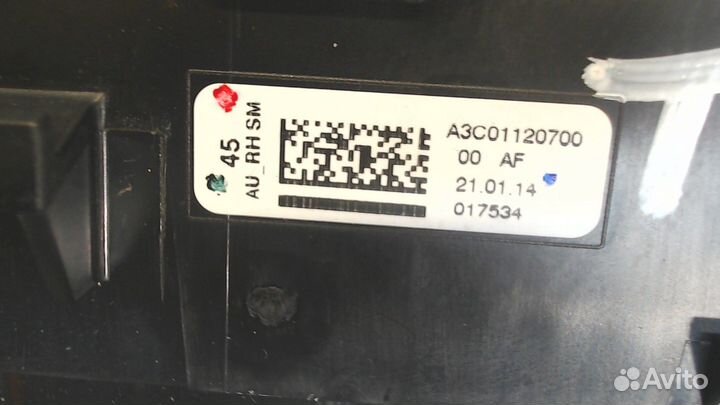 45
AU_RH SM
A3C01120700
00 AF
21.01.14
017534
Avito